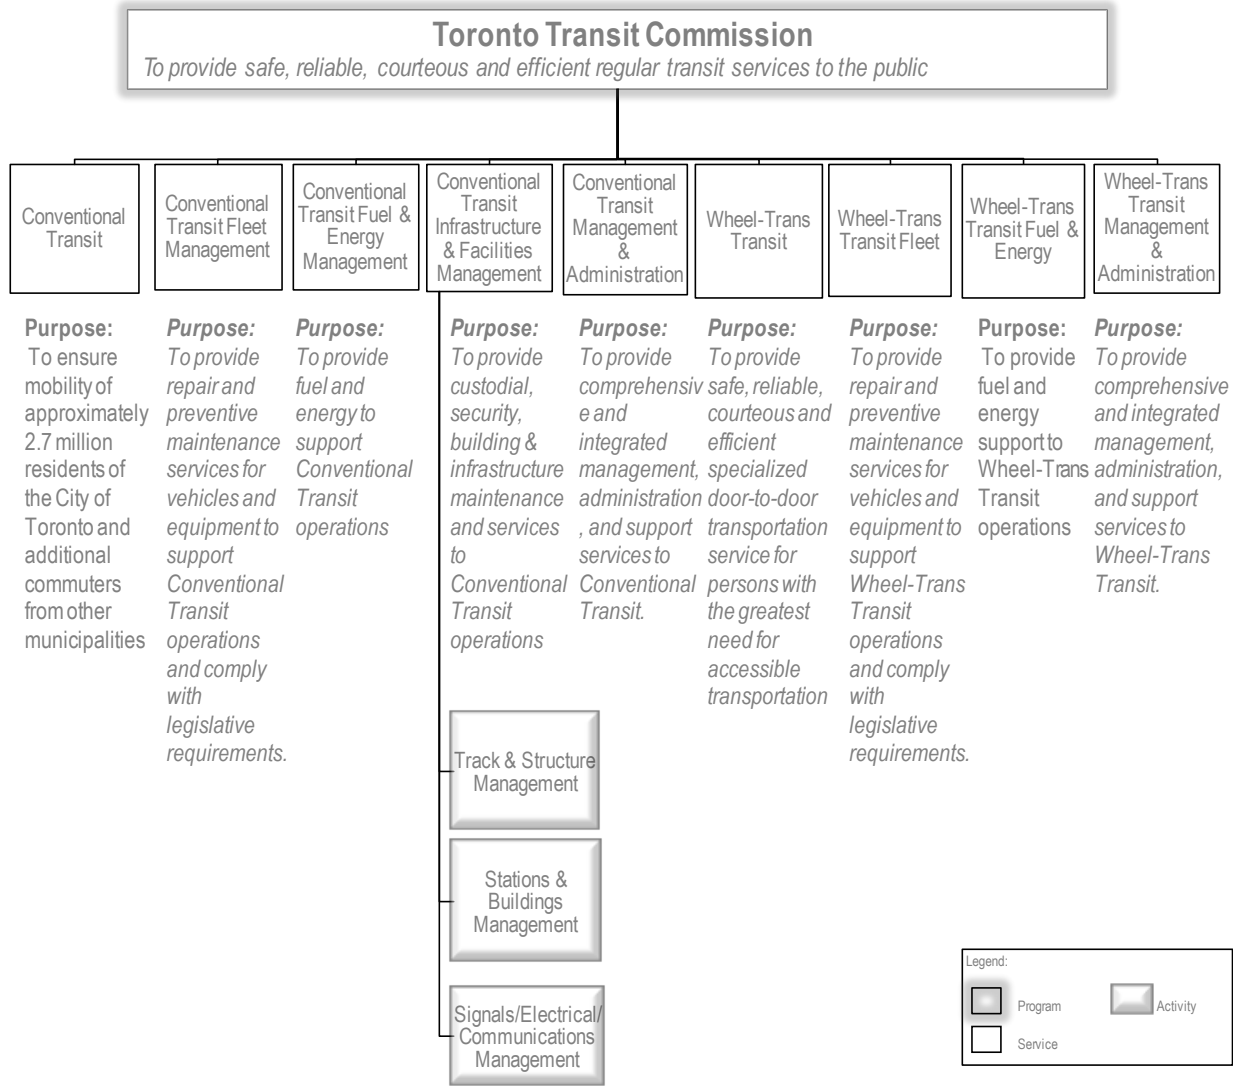 Toronto Transit Commission
To provide safe, reliable, courteous and efficient regular transit services to the public
Conventional
Transit
Conventional
Transit Fleet
Management
Conventional
Transit Fuel &
Energy
Management
Conventional
Transit
Infrastructure
& Facilities
Management
Conventional
Transit
Management
&
Administration
Wheel-Trans
Transit
Wheel-Trans
Transit Fleet
Wheel-Trans
Transit Fuel &
Energy
Wheel-Trans
Transit
Management
&
Administration
Purpose:
To ensure
mobility of
approximately
2.7 million
residents of
the City of
Toronto and
additional
commuters
from other
municipalities
Purpose:
To provide
repair and
preventive
maintenance
services for
vehicles and
equipment to
support
Conventional
Transit
operations
and comply
with
legislative
requirements.
Purpose:
To provide
fuel and
energy to
support
Conventional
Transit
operations
Purpose:
To provide
custodial,
security,
building &
infrastructure
maintenance
and services
to
Conventional
Transit
operations
Purpose:
To provide
comprehensiv
e and
integrated
management,
administration
, and support
services to
Conventional
Transit.
Purpose:
To provide
safe, reliable,
courteous and
efficient
specialized
door-to-door
transportation
service for
persons with
the greatest
need for
accessible
transportation
Purpose:
To provide
repair and
preventive
maintenance
services for
vehicles and
equipment to
support
Wheel-Trans
Transit
operations
and comply
with
legislative
requirements.
Purpose:
To provide
fuel and
energy
support to
Wheel-Trans
Transit
operations
Purpose:
To provide
comprehensive
and integrated
management,
administration,
and support
services to
Wheel-Trans
Transit.
Track & Structure
Management
Stations &
Buildings
Management
Signals/Electrical/
Communications
Management
Legend:
Program
Activity
Service